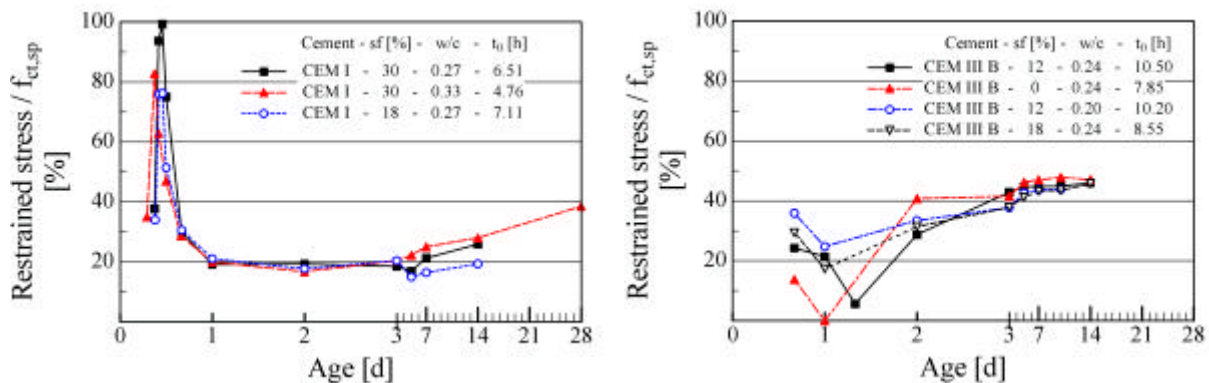 Restrained stress / f_ct,sp
[%]
100
80
60
40
20
0 1 2 3 7 14 21 28
Age [d]
Cement - sf [%] - w/c - t0 [h]
CEM I - 30 - 0.27 - 6.51
CEM I - 30 - 0.33 - 4.76
CEM I - 18 - 0.27 - 7.11
Restrained stress / f_ct,sp
[%]
100
80
60
40
20
0 1 2 3 7 14 21 28
Age [d]
Cement - sf [%] - w/c - t0 [h]
CEM III B - 12 - 0.24 - 10.50
CEM III B - 0 - 0.24 - 7.85
CEM III B - 12 - 0.20 - 10.20
CEM III B - 18 - 0.24 - 8.55